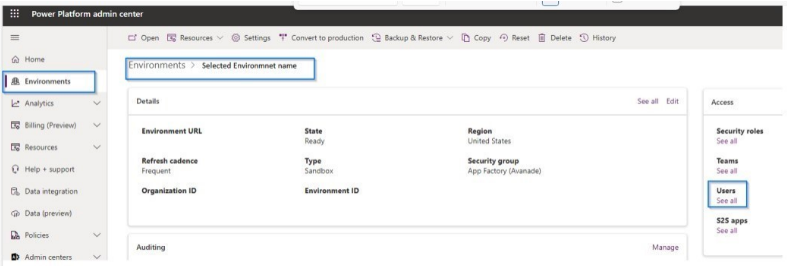 Power Platform admin center
Open Resources Settings Convert to production Backup & Restore Copy Reset Delete History
Home
Environments
Analytics
Billing (Preview)
Resources
Help + support
Data integration
Data (preview)
Policies
Admin centers
Environments > Selected Environmnet name
Details See all Edit
Environment URL State Region
Ready United States
Refresh cadence Type Security group
Frequent Sandbox App Factory (Avanade)
Organization ID Environment ID
Auditing Manage
Access
Security roles
See all
Teams
See all
Users
See all
S2S apps
See all